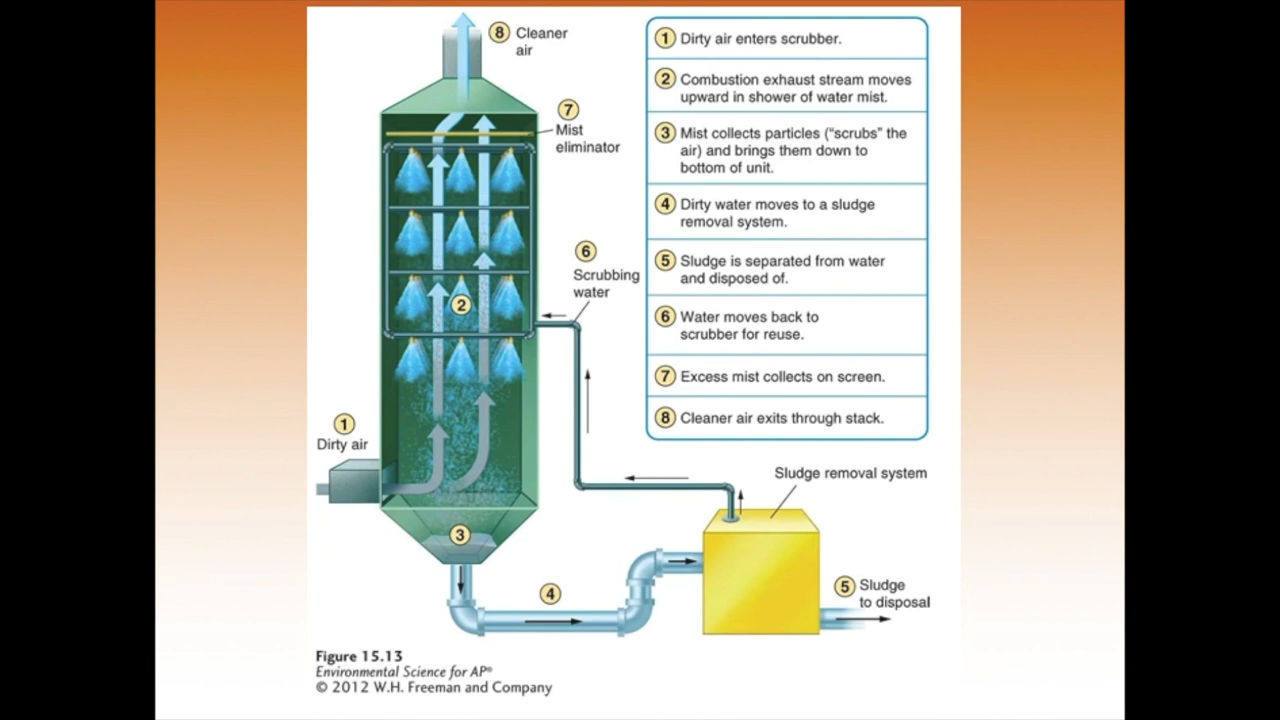 8 Cleaner
air
7
Mist
eliminator
6
Scrubbing
water
2
1
Dirty air
3
4
Sludge removal system
5 Sludge
to disposal
1 Dirty air enters scrubber.
2 Combustion exhaust stream moves
upward in shower of water mist.
3 Mist collects particles (“scrubs” the
air) and brings them down to
bottom of unit.
4 Dirty water moves to a sludge
removal system.
5 Sludge is separated from water
and disposed of.
6 Water moves back to
scrubber for reuse.
7 Excess mist collects on screen.
8 Cleaner air exits through stack.
Figure 15.13
Environmental Science for AP®
© 2012 W.H. Freeman and Company